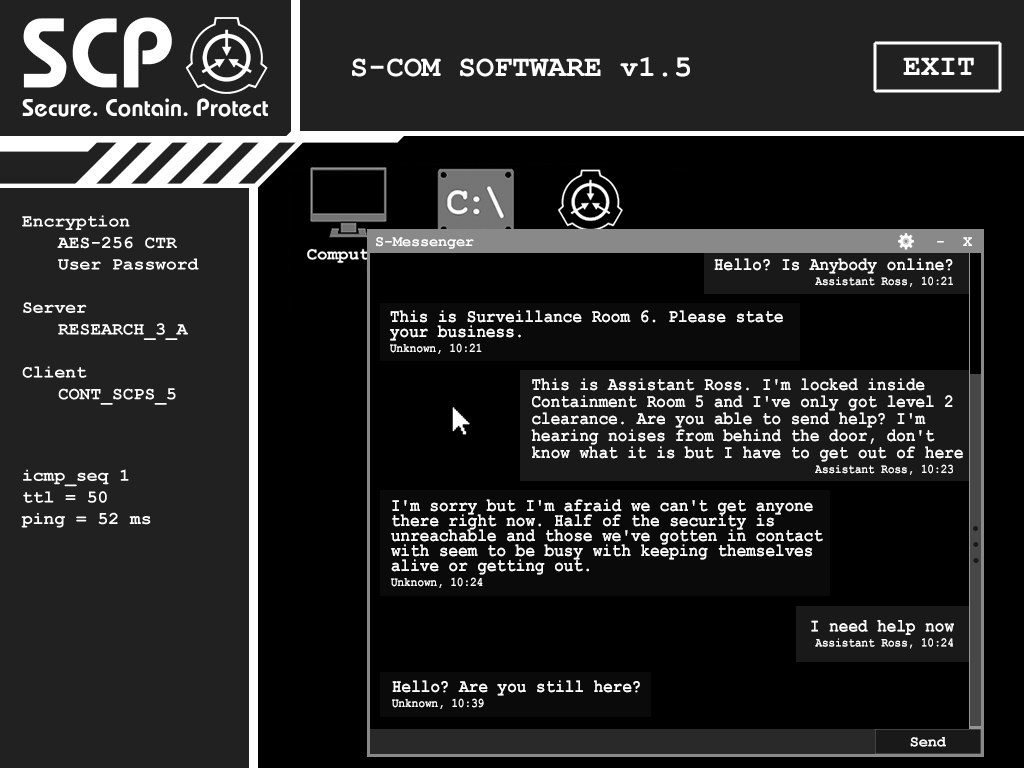 SCP
Secure. Contain. Protect
S-COM SOFTWARE v1.5
EXIT
Encryption
AES-256 CTR
User Password
Server
RESEARCH_3_A
Client
CONT_SCPS_5
icmp_seq 1
ttl = 50
ping = 52 ms
C:\
Comput
S-Messenger
- X
Hello? Is Anybody online?
Assistant Ross, 10:21
This is Surveillance Room 6. Please state
your business.
Unknown, 10:21
This is Assistant Ross. I'm locked inside
Containment Room 5 and I've only got level 2
clearance. Are you able to send help? I'm
hearing noises from behind the door, don't
know what it is but I have to get out of here
Assistant Ross, 10:23
I'm sorry but I'm afraid we can't get anyone
there right now. Half of the security is
unreachable and those we've gotten in contact
with seem to be busy with keeping themselves
alive or getting out.
Unknown, 10:24
I need help now
Assistant Ross, 10:24
Hello? Are you still here?
Unknown, 10:39
Send